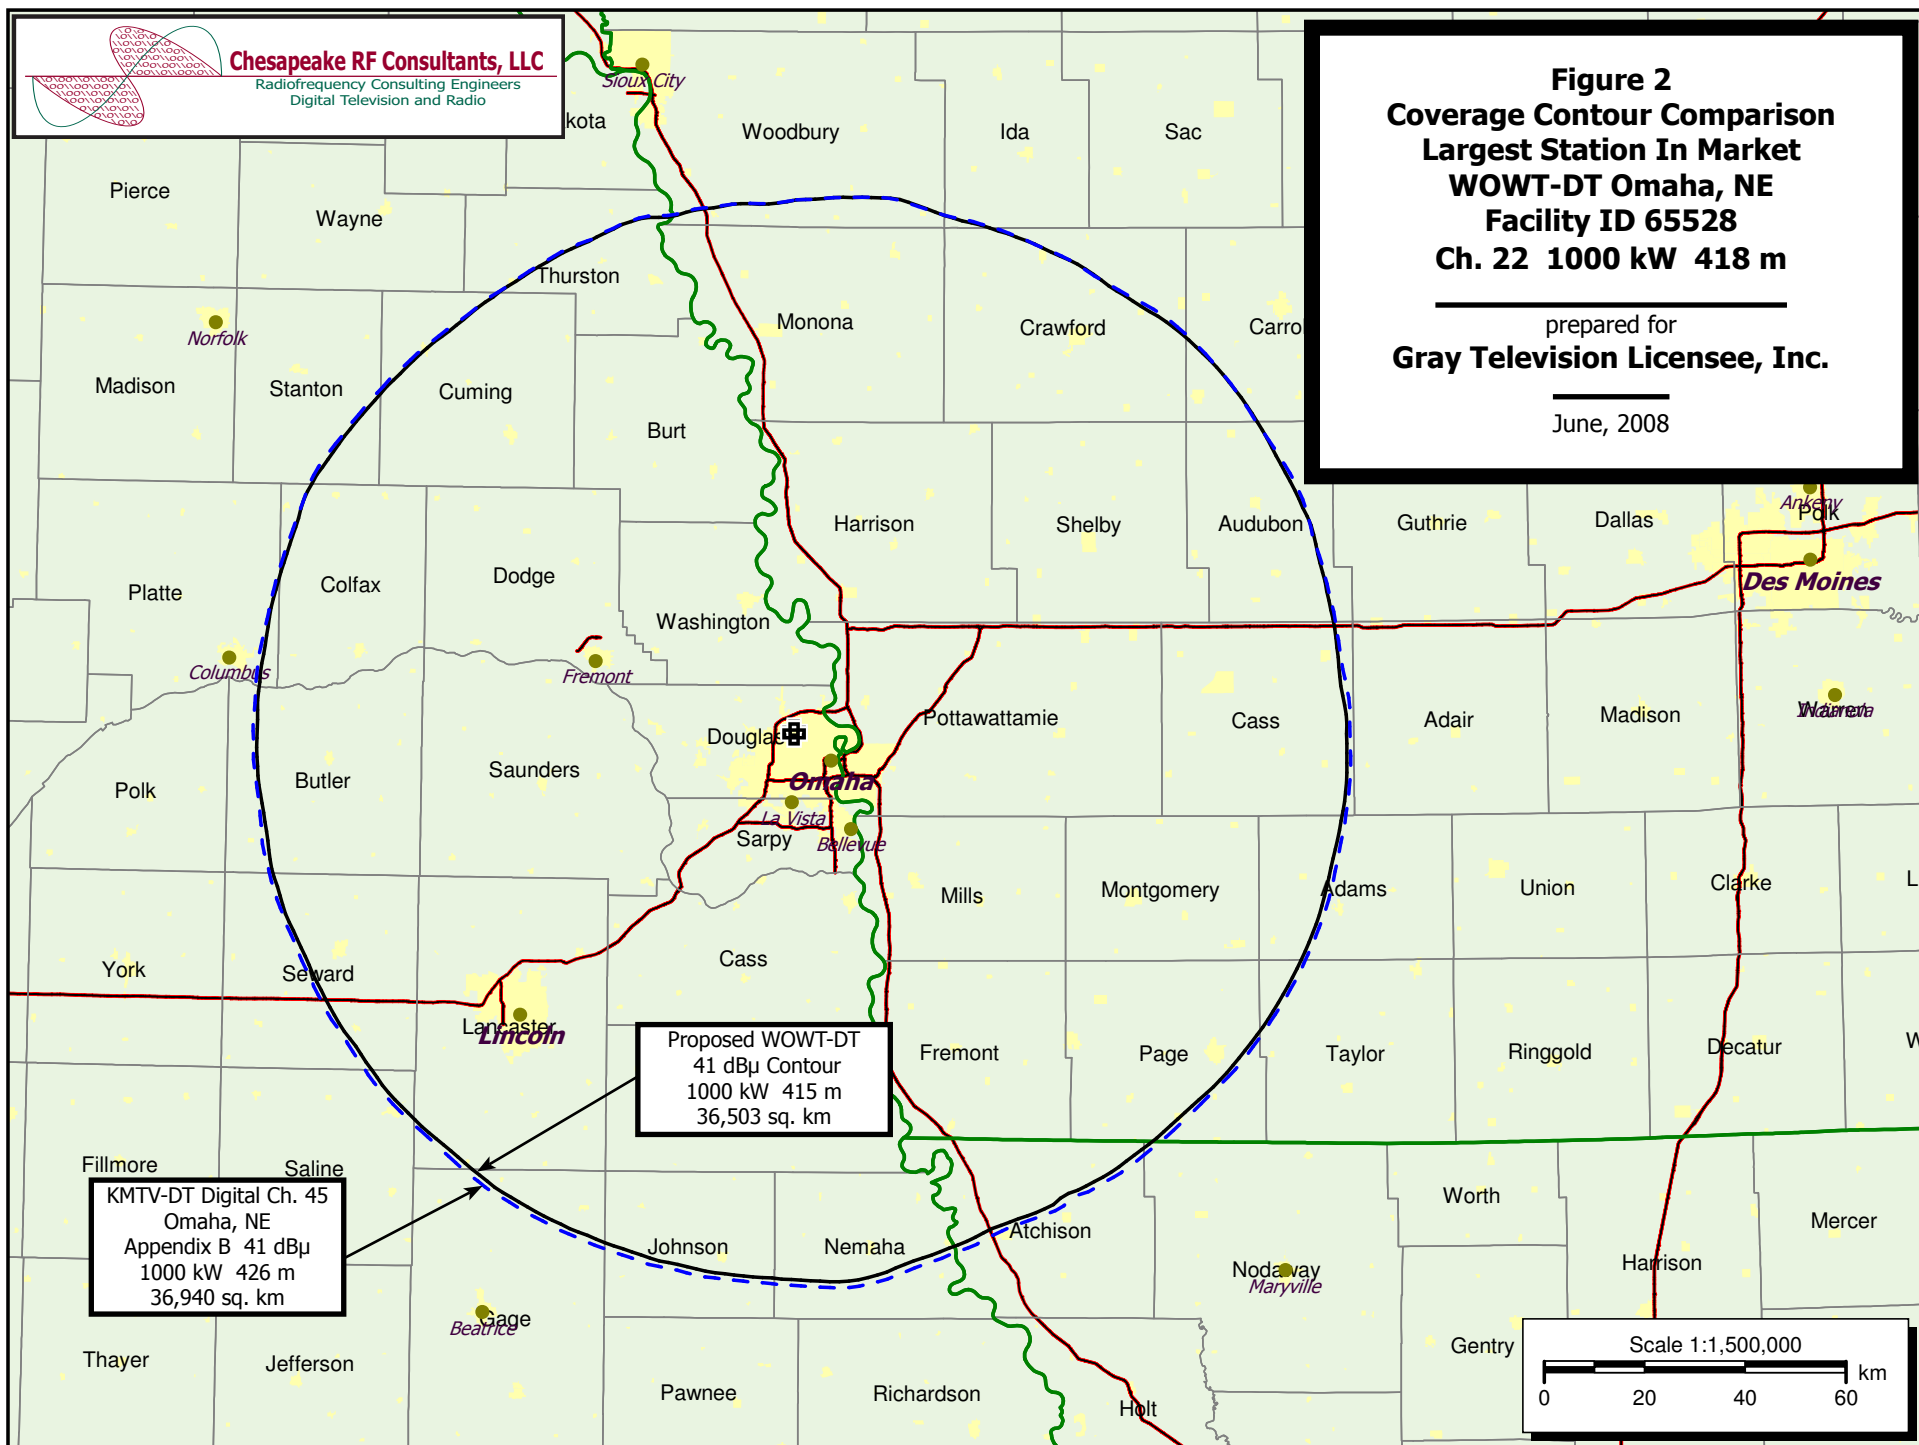 Chesapeake RF Consultants, LLC
Radiofrequency Consulting Engineers
Digital Television and Radio
Figure 2
Coverage Contour Comparison
Largest Station In Market
WOWT-DT Omaha, NE
Facility ID 65528
Ch. 22 1000 kW 418 m
prepared for
Gray Television Licensee, Inc.
June, 2008
Sioux City
kota
Woodbury
Ida
Sac
Pierce
Wayne
Thurston
Norfolk
Monona
Crawford
Carrol
Madison
Stanton
Cuming
Burt
Harrison
Shelby
Audubon
Guthrie
Dallas
Ankeny
Polk
Des Moines
Platte
Colfax
Dodge
Washington
Columbus
Fremont
Douglas
Pottawattamie
Cass
Adair
Madison
Warren
Indianola
Polk
Butler
Saunders
Omaha
La Vista
Sarpy
Bellevue
Mills
Montgomery
Adams
Union
Clarke
L
York
Seward
Cass
Lancaster
Lincoln
Fremont
Page
Taylor
Ringgold
Decatur
W
Proposed WOWT-DT
41 dBµ Contour
1000 kW 415 m
36,503 sq. km
Fillmore
Saline
KMTV-DT Digital Ch. 45
Omaha, NE
Appendix B 41 dBµ
1000 kW 426 m
36,940 sq. km
Johnson
Nemaha
Atchison
Worth
Mercer
Nodaway
Maryville
Harrison
Gage
Beatrice
Thayer
Jefferson
Pawnee
Richardson
Holt
Gentry
Scale 1:1,500,000
km
0 20 40 60